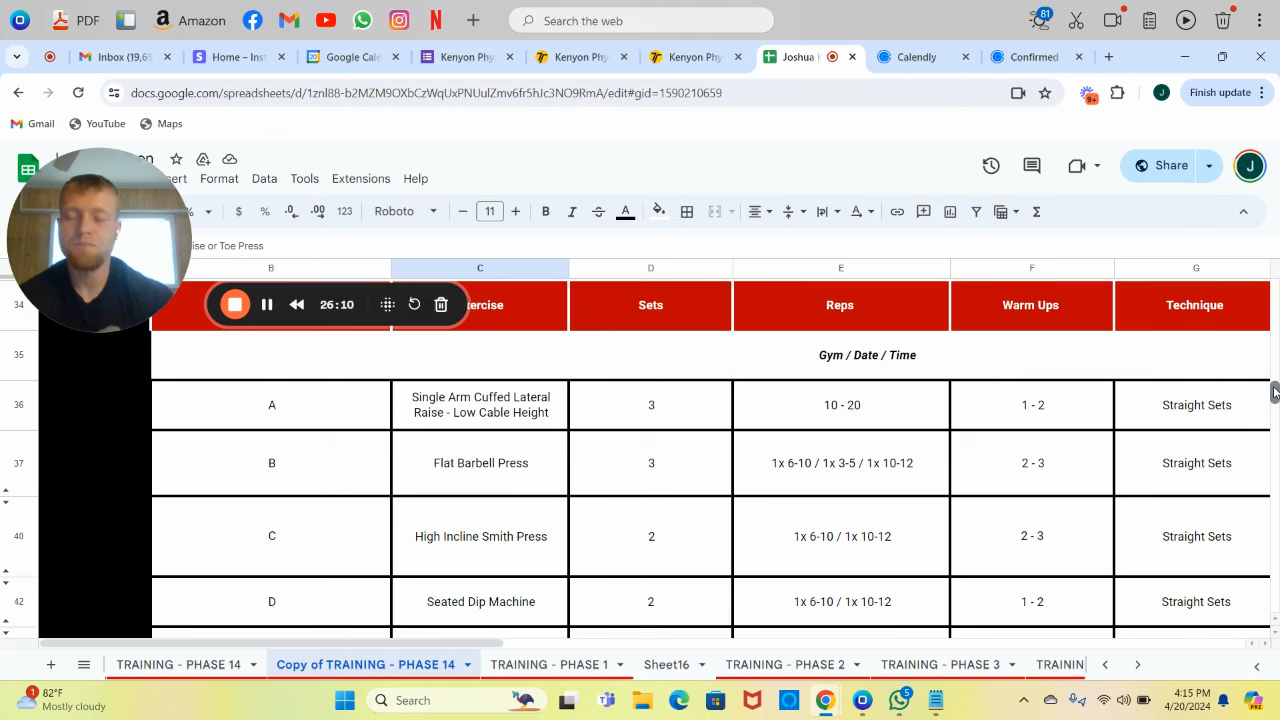 PDF
Amazon
Search the web
81
Inbox (19,69
Home – Inst
Google Cale
Kenyon Phy
Kenyon Phy
Kenyon Phy
Joshua
Calendly
Confirmed
docs.google.com/spreadsheets/d/1znl88-b2MZM9OXbCzWqUxPNUulZmv6fr5hJc3NO9RmA/edit#gid=1590210659
9+
J
Finish update
Gmail
YouTube
Maps
Format
Data
Tools
Extensions
Help
Share
J
%
$
%
.0
.00
123
Roboto
11
B
I
S
A
ise or Toe Press
B
C
D
E
F
G
34
26:10
ercise
Sets
Reps
Warm Ups
Technique
35
Gym / Date / Time
36
A
Single Arm Cuffed Lateral
Raise - Low Cable Height
3
10 - 20
1 - 2
Straight Sets
37
B
Flat Barbell Press
3
1x 6-10 / 1x 3-5 / 1x 10-12
2 - 3
Straight Sets
40
C
High Incline Smith Press
2
1x 6-10 / 1x 10-12
2 - 3
Straight Sets
42
D
Seated Dip Machine
2
1x 6-10 / 1x 10-12
1 - 2
Straight Sets
TRAINING - PHASE 14
Copy of TRAINING - PHASE 14
TRAINING - PHASE 1
Sheet16
TRAINING - PHASE 2
TRAINING - PHASE 3
TRAININ
1
82°F
Mostly cloudy
Search
5
4:15 PM
4/20/2024
PRE